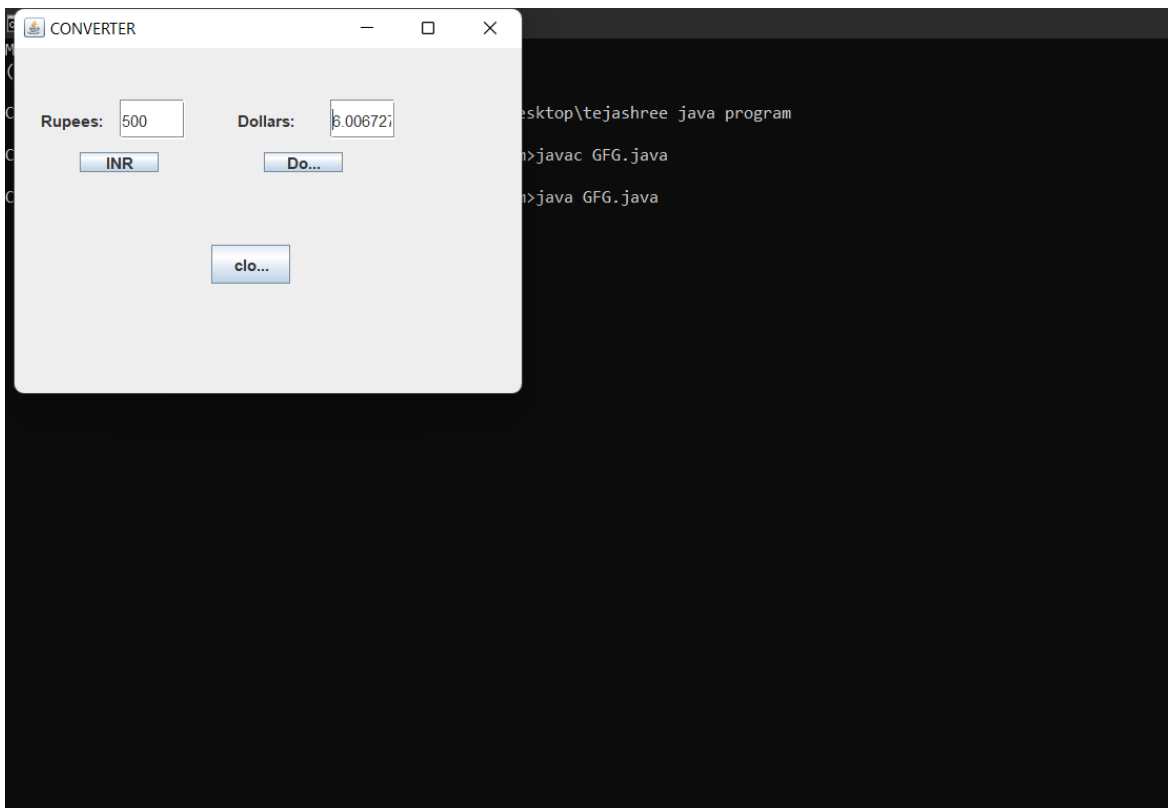 CONVERTER
Rupees: 500 Dollars: 6.006727
INR Do...
clo...
esktop\tejashree java program
>javac GFG.java
>java GFG.java